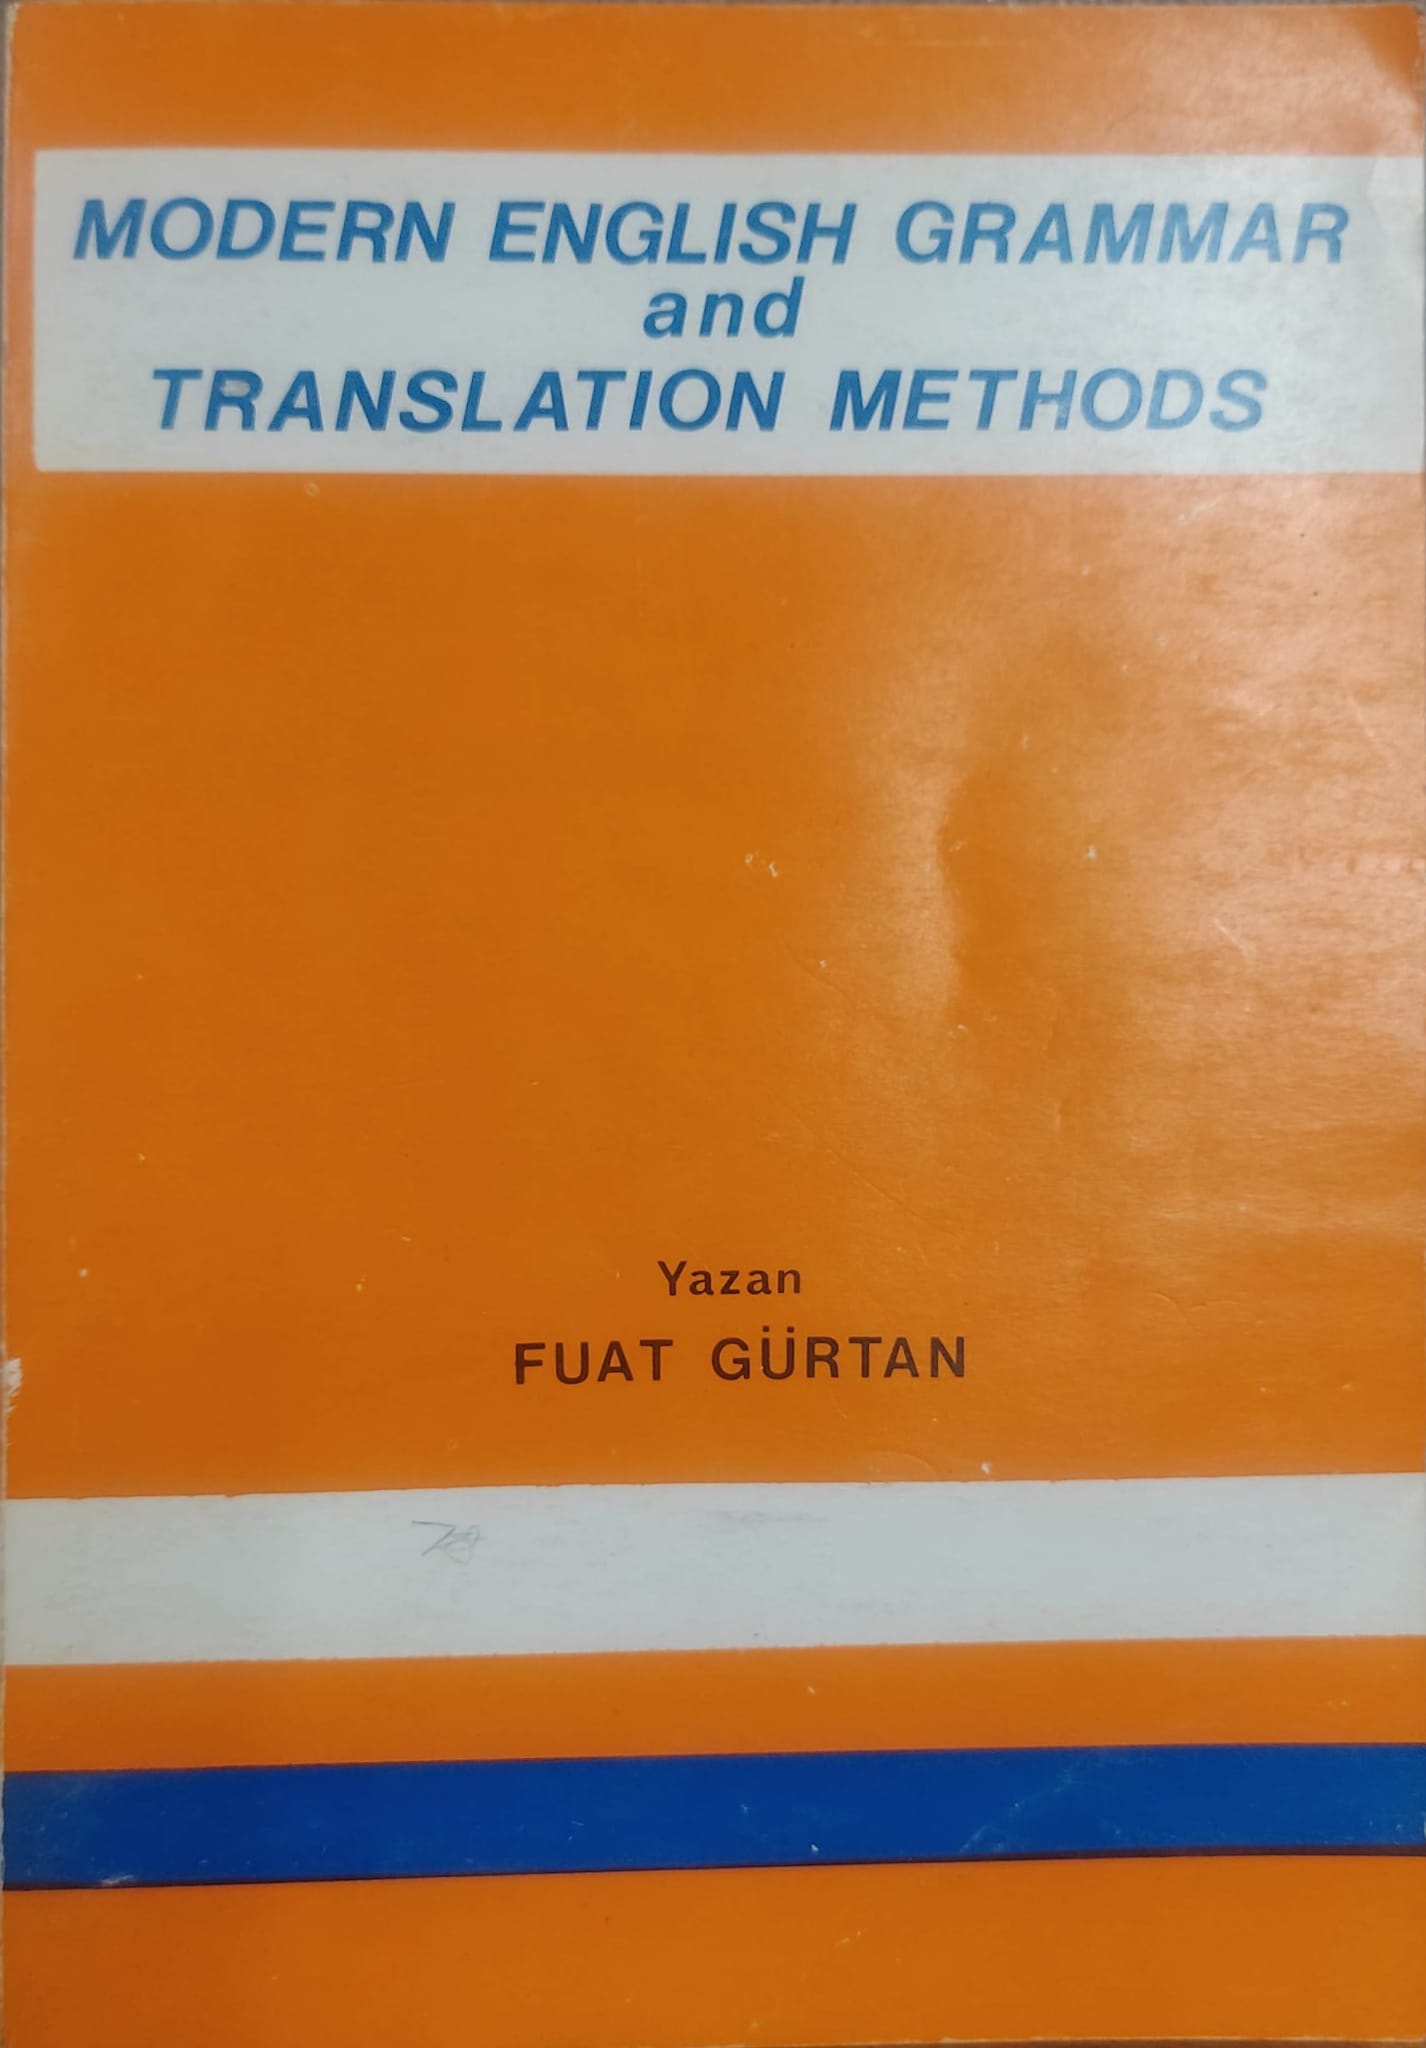 MODERN ENGLISH GRAMMAR
and
TRANSLATION METHODS
Yazan
FUAT GÜRTAN